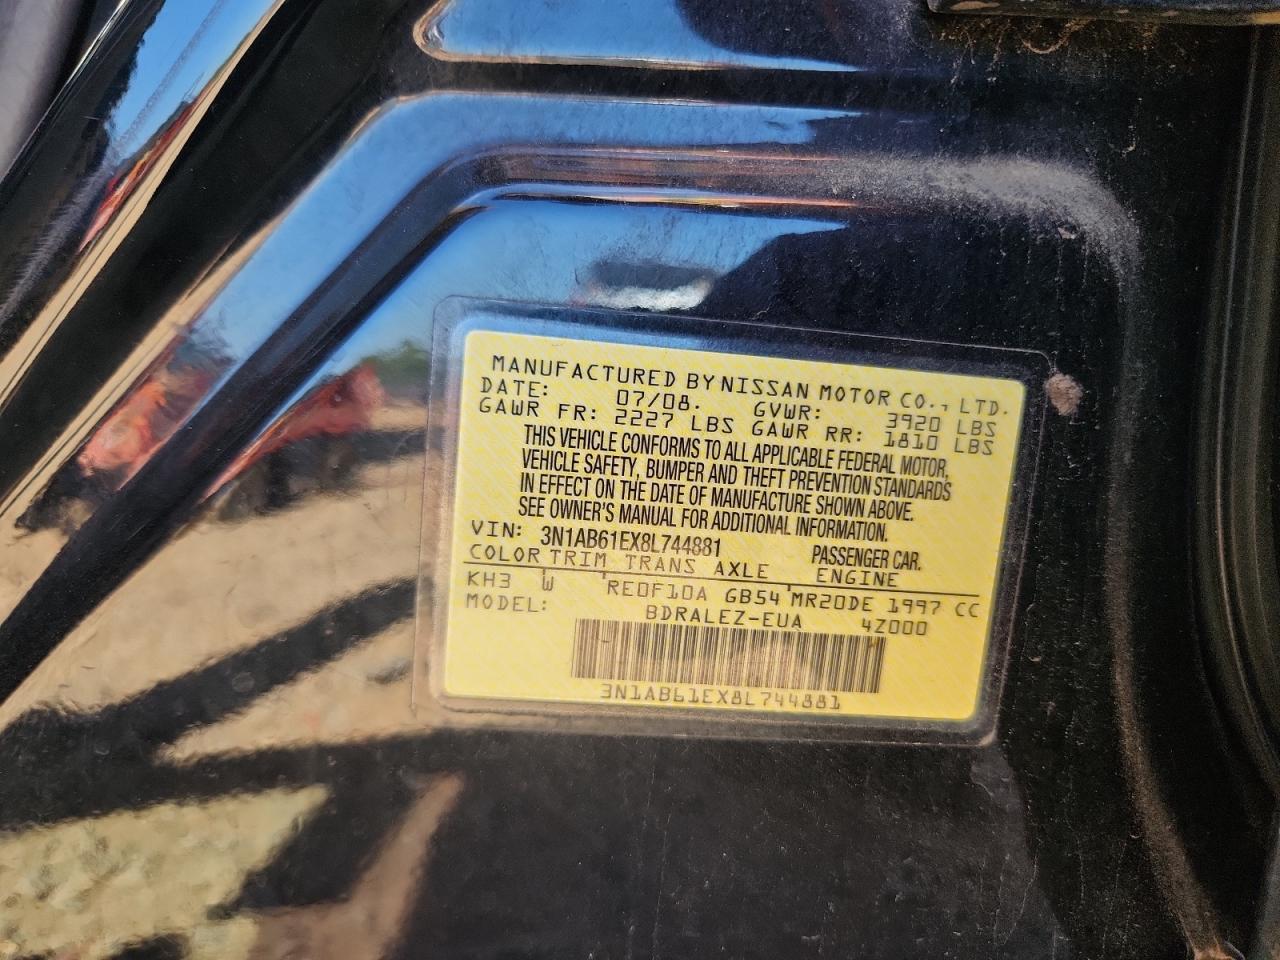 MANUFACTURED BY NISSAN MOTOR CO., LTD.
DATE: 07/08. GVWR: 3920 LBS
GAWR FR: 2227 LBS GAWR RR: 1810 LBS
THIS VEHICLE CONFORMS TO ALL APPLICABLE FEDERAL MOTOR,
VEHICLE SAFETY, BUMPER AND THEFT PREVENTION STANDARDS
IN EFFECT ON THE DATE OF MANUFACTURE SHOWN ABOVE.
SEE OWNER'S MANUAL FOR ADDITIONAL INFORMATION.
VIN: 3N1AB61EX8L744881 PASSENGER CAR.
COLOR TRIM TRANS AXLE ENGINE
KH3 W RE0F10A GB54 MR20DE 1997 CC
MODEL: BDRALEZ-EUA 4Z000
3N1AB61EX8L744881